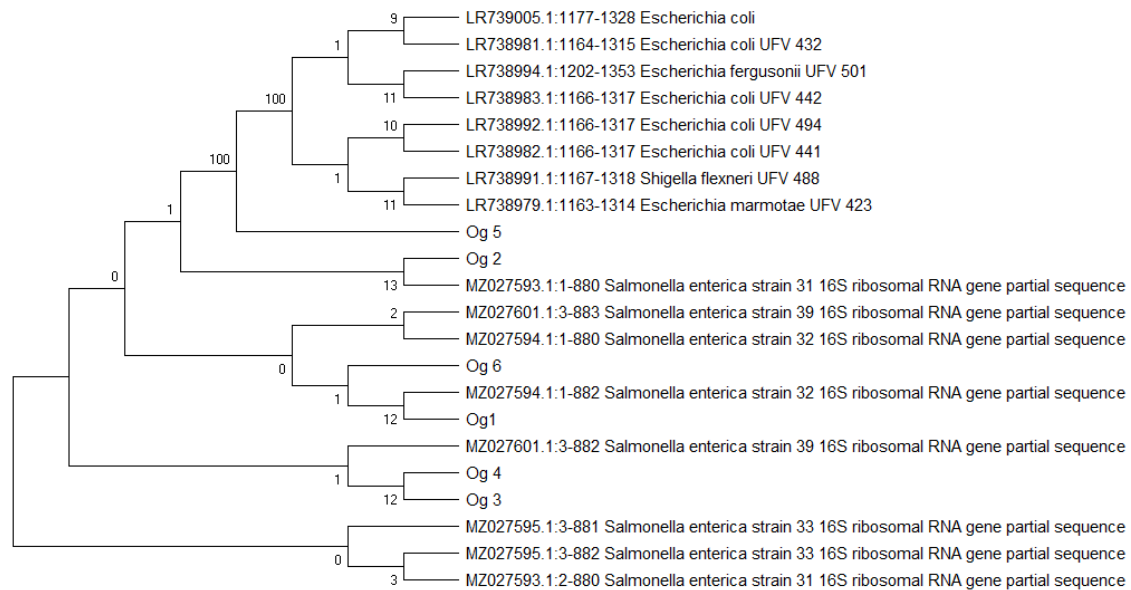 9
LR739005.1:1177-1328 Escherichia coli
1
LR738981.1:1164-1315 Escherichia coli UFV 432
LR738994.1:1202-1353 Escherichia fergusonii UFV 501
100
11
LR738983.1:1166-1317 Escherichia coli UFV 442
10
LR738992.1:1166-1317 Escherichia coli UFV 494
100
LR738982.1:1166-1317 Escherichia coli UFV 441
1
LR738991.1:1167-1318 Shigella flexneri UFV 488
11
LR738979.1:1163-1314 Escherichia marmotae UFV 423
1
Og 5
Og 2
0
13
MZ027593.1:1-880 Salmonella enterica strain 31 16S ribosomal RNA gene partial sequence
2
MZ027601.1:3-883 Salmonella enterica strain 39 16S ribosomal RNA gene partial sequence
MZ027594.1:1-880 Salmonella enterica strain 32 16S ribosomal RNA gene partial sequence
0
Og 6
1
MZ027594.1:1-882 Salmonella enterica strain 32 16S ribosomal RNA gene partial sequence
12
Og1
MZ027601.1:3-882 Salmonella enterica strain 39 16S ribosomal RNA gene partial sequence
1
Og 4
12
Og 3
MZ027595.1:3-881 Salmonella enterica strain 33 16S ribosomal RNA gene partial sequence
0
MZ027595.1:3-882 Salmonella enterica strain 33 16S ribosomal RNA gene partial sequence
3
MZ027593.1:2-880 Salmonella enterica strain 31 16S ribosomal RNA gene partial sequence